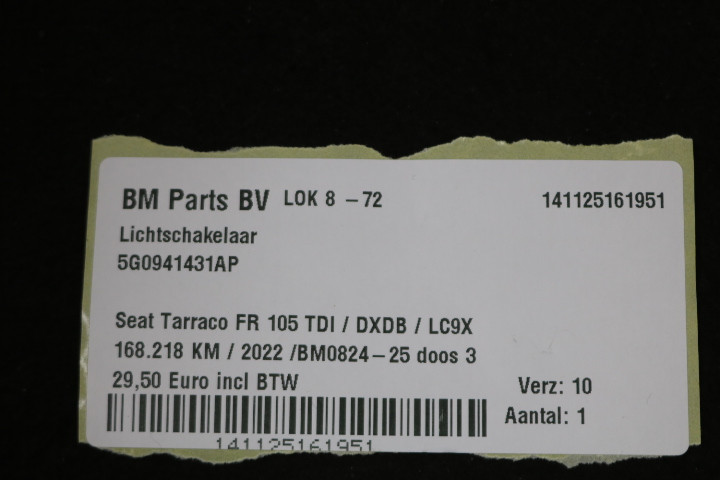 BM Parts BV LOK 8 -72 141125161951
Lichtschakelaar
5G0941431AP
Seat Tarraco FR 105 TDI / DXDB / LC9X
168.218 KM / 2022 /BM0824-25 doos 3
29,50 Euro incl BTW Verz: 10
Aantal: 1
141125161951